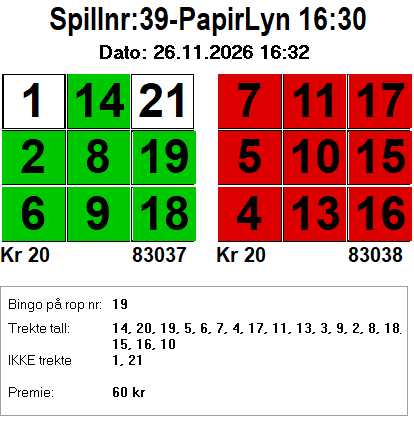 Spillnr:39-PapirLyn 16:30
Dato: 26.11.2026 16:32
1 14 21 7 11 17
2 8 19 5 10 15
6 9 18 4 13 16
Kr 20 83037 Kr 20 83038
Bingo på rop nr: 19
Trekte tall: 14, 20, 19, 5, 6, 7, 4, 17, 11, 13, 3, 9, 2, 8, 18,
15, 16, 10
IKKE trekte 1, 21
Premie: 60 kr